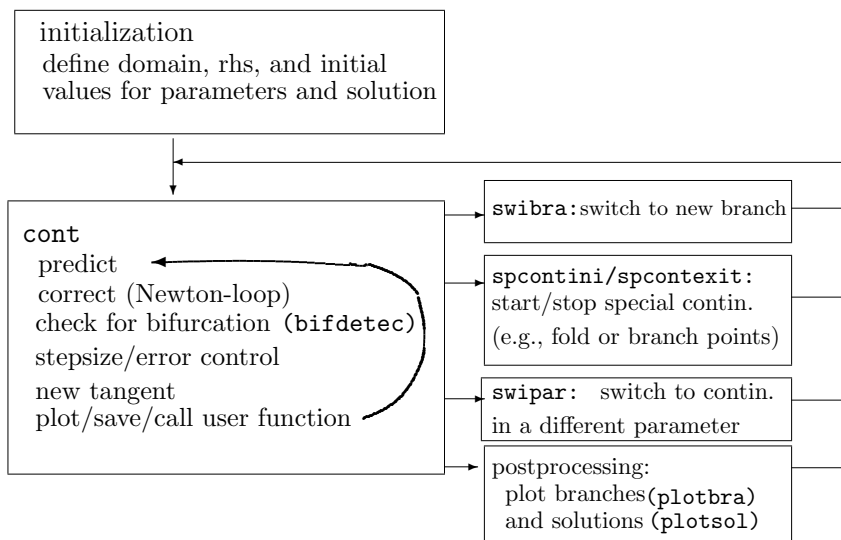 initialization
define domain, rhs, and initial
values for parameters and solution
cont
predict
correct (Newton-loop)
check for bifurcation (bifdetec)
stepsize/error control
new tangent
plot/save/call user function
swibra: switch to new branch
spcontini/spcontexit:
start/stop special contin.
(e.g., fold or branch points)
swipar: switch to contin.
in a different parameter
postprocessing:
plot branches(plotbra)
and solutions (plotsol)